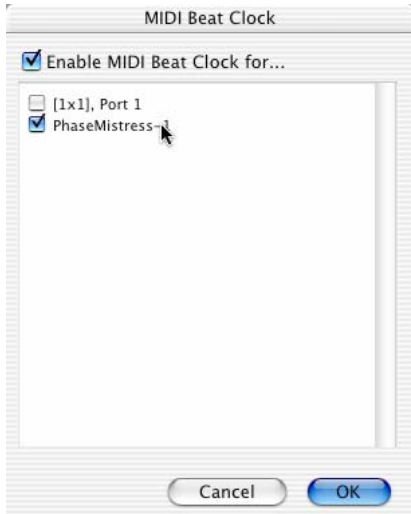 MIDI Beat Clock
Enable MIDI Beat Clock for...
[1x1], Port 1
PhaseMistress-1
Cancel
OK